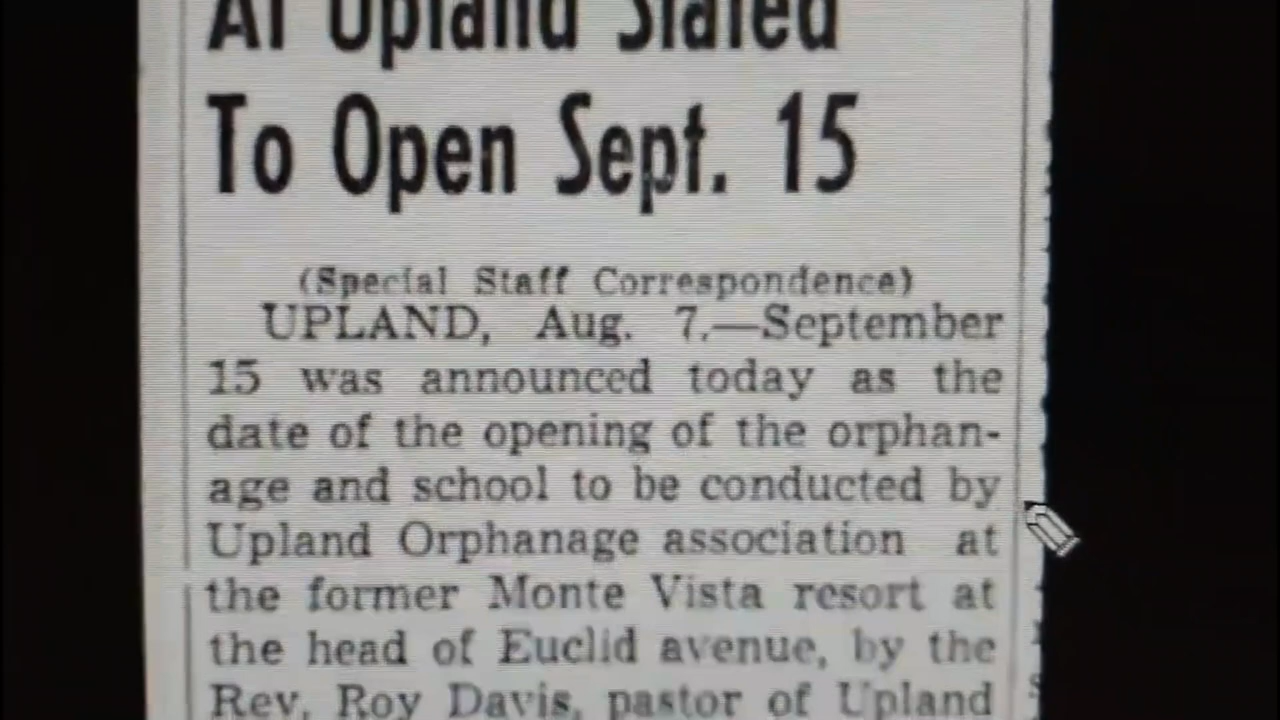 At Upland Slated
To Open Sept. 15
(Special Staff Correspondence)
UPLAND, Aug. 7.—September
15 was announced today as the
date of the opening of the orphan-
age and school to be conducted by
Upland Orphanage association at
the former Monte Vista resort at
the head of Euclid avenue, by the
Rev. Roy Davis, pastor of Upland